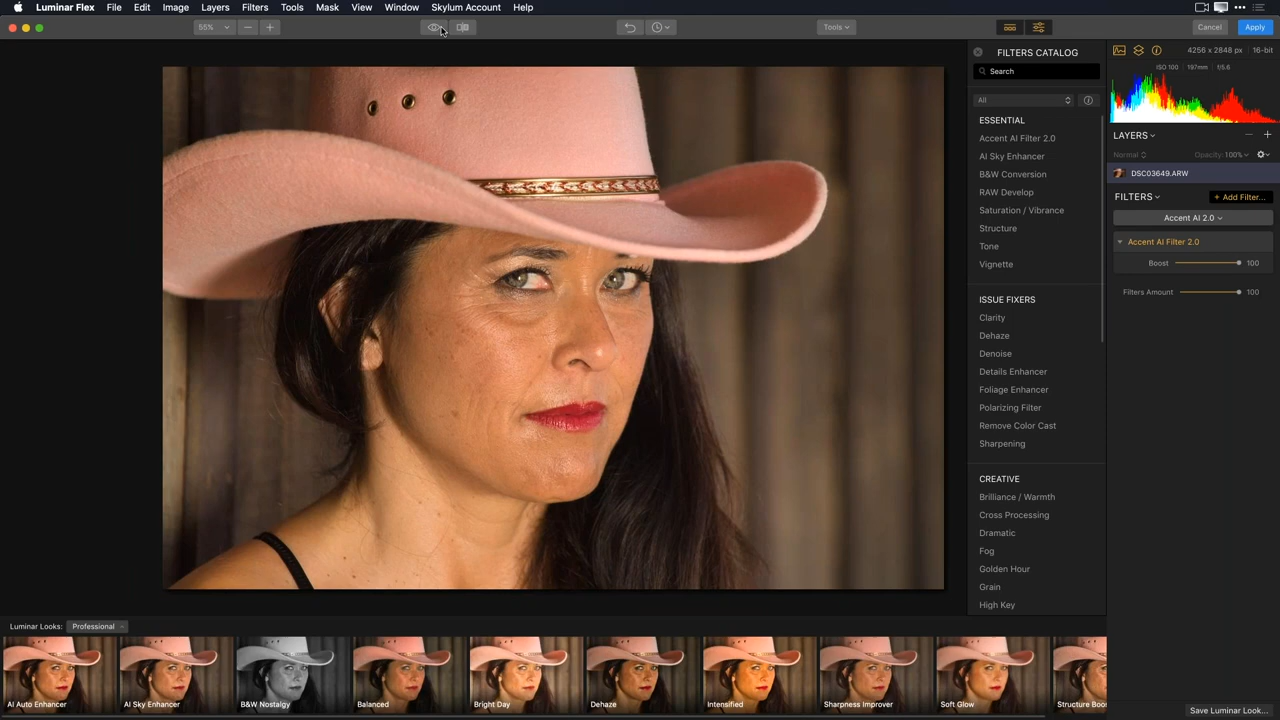 Luminar Flex File Edit Image Layers Filters Tools Mask View Window Skylum Account Help
55% Tools Cancel Apply
FILTERS CATALOG
Search
All
ESSENTIAL
Accent AI Filter 2.0
AI Sky Enhancer
B&W Conversion
RAW Develop
Saturation / Vibrance
Structure
Tone
Vignette
ISSUE FIXERS
Clarity
Dehaze
Denoise
Details Enhancer
Foliage Enhancer
Polarizing Filter
Remove Color Cast
Sharpening
CREATIVE
Brilliance / Warmth
Cross Processing
Dramatic
Fog
Golden Hour
Grain
High Key
4256 x 2848 px 16-bit
ISO 100 197mm f/5.6
LAYERS
Normal Opacity: 100%
DSC03649.ARW
FILTERS + Add Filter...
Accent AI 2.0
Accent AI Filter 2.0
Boost 100
Filters Amount 100
Luminar Looks: Professional
AI Auto Enhancer AI Sky Enhancer B&W Nostalgy Balanced Bright Day Dehaze Intensified Sharpness Improver Soft Glow Structure Boos
Save Luminar Look...